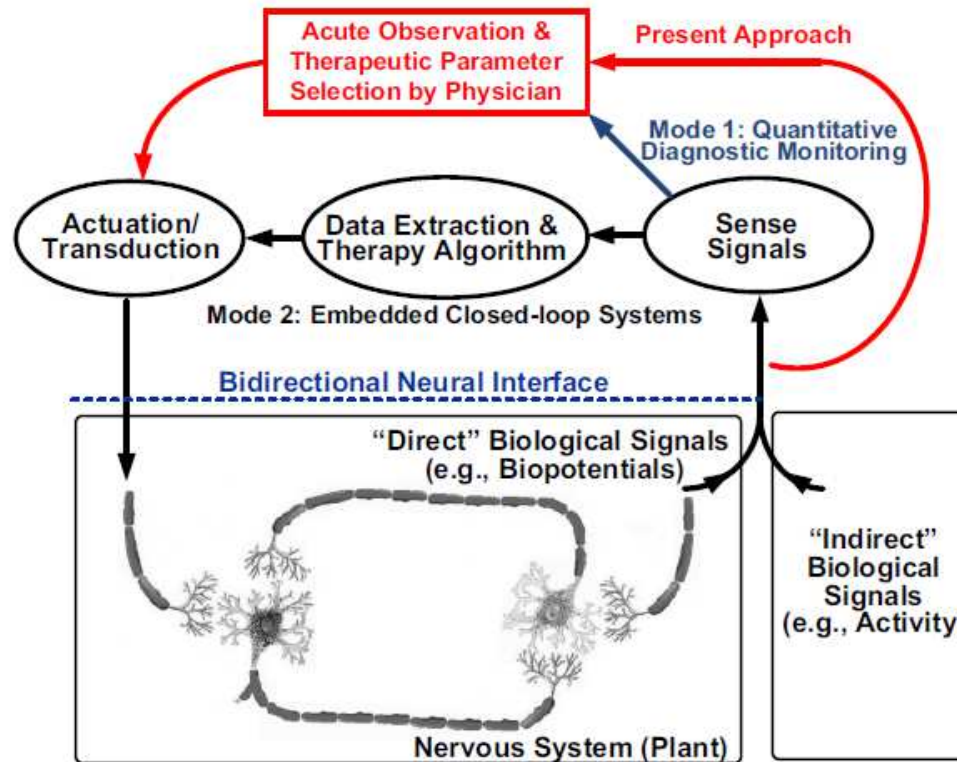 Acute Observation &
Therapeutic Parameter
Selection by Physician
Present Approach
Mode 1: Quantitative
Diagnostic Monitoring
Actuation/
Transduction
Data Extraction &
Therapy Algorithm
Sense
Signals
Mode 2: Embedded Closed-loop Systems
Bidirectional Neural Interface
“Direct” Biological Signals
(e.g., Biopotentials)
“Indirect”
Biological
Signals
(e.g., Activity
Nervous System (Plant)